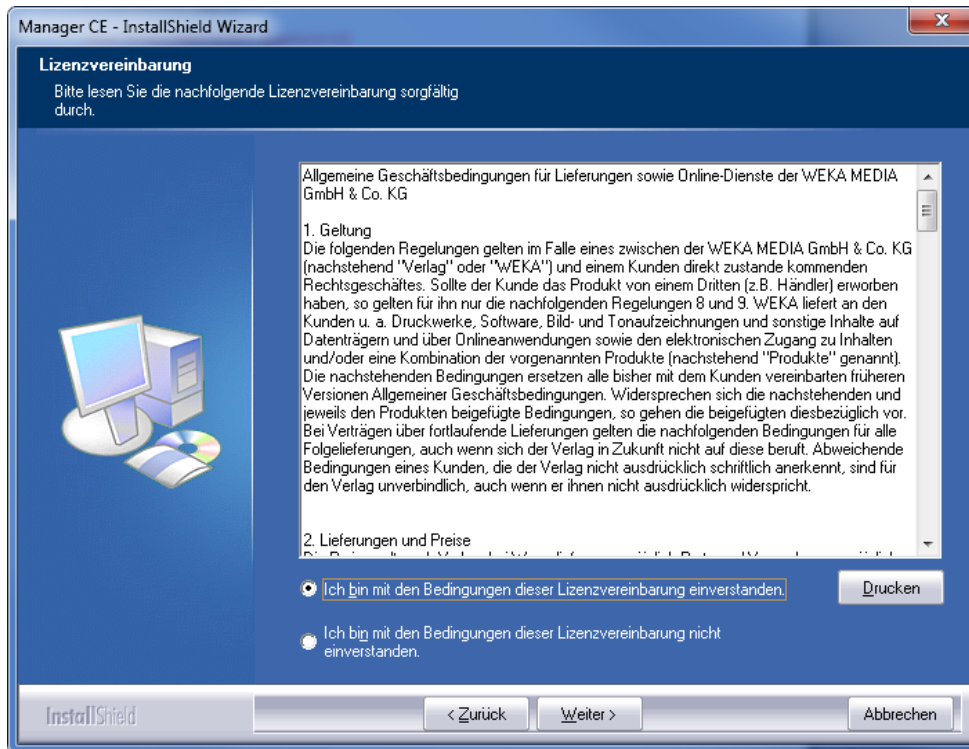 Manager CE - InstallShield Wizard
Lizenzvereinbarung
Bitte lesen Sie die nachfolgende Lizenzvereinbarung sorgfältig
durch.
Allgemeine Geschäftsbedingungen für Lieferungen sowie Online-Dienste der WEKA MEDIA
GmbH & Co. KG
1. Geltung
Die folgenden Regelungen gelten im Falle eines zwischen der WEKA MEDIA GmbH & Co. KG
(nachstehend "Verlag" oder "WEKA") und einem Kunden direkt zustande kommenden
Rechtsgeschäftes. Sollte der Kunde das Produkt von einem Dritten (z.B. Händler) erworben
haben, so gelten für ihn nur die nachfolgenden Regelungen 8 und 9. WEKA liefert an den
Kunden u. a. Druckwerke, Software, Bild- und Tonaufzeichnungen und sonstige Inhalte auf
Datenträgern und über Onlineanwendungen sowie den elektronischen Zugang zu Inhalten
und/oder eine Kombination der vorgenannten Produkte (nachstehend "Produkte" genannt).
Die nachstehenden Bedingungen ersetzen alle bisher mit dem Kunden vereinbarten früheren
Versionen Allgemeiner Geschäftsbedingungen. Widersprechen sich die nachstehenden und
jeweils den Produkten beigefügte Bedingungen, so gehen die beigefügten diesbezüglich vor.
Bei Verträgen über fortlaufende Lieferungen gelten die nachfolgenden Bedingungen für alle
Folgelieferungen, auch wenn sich der Verlag in Zukunft nicht auf diese beruft. Abweichende
Bedingungen eines Kunden, die der Verlag nicht ausdrücklich schriftlich anerkennt, sind für
den Verlag unverbindlich, auch wenn er ihnen nicht ausdrücklich widerspricht.
2. Lieferungen und Preise
Ich bin mit den Bedingungen dieser Lizenzvereinbarung einverstanden.
Drucken
Ich bin mit den Bedingungen dieser Lizenzvereinbarung nicht
einverstanden.
InstallShield
< Zurück
Weiter >
Abbrechen